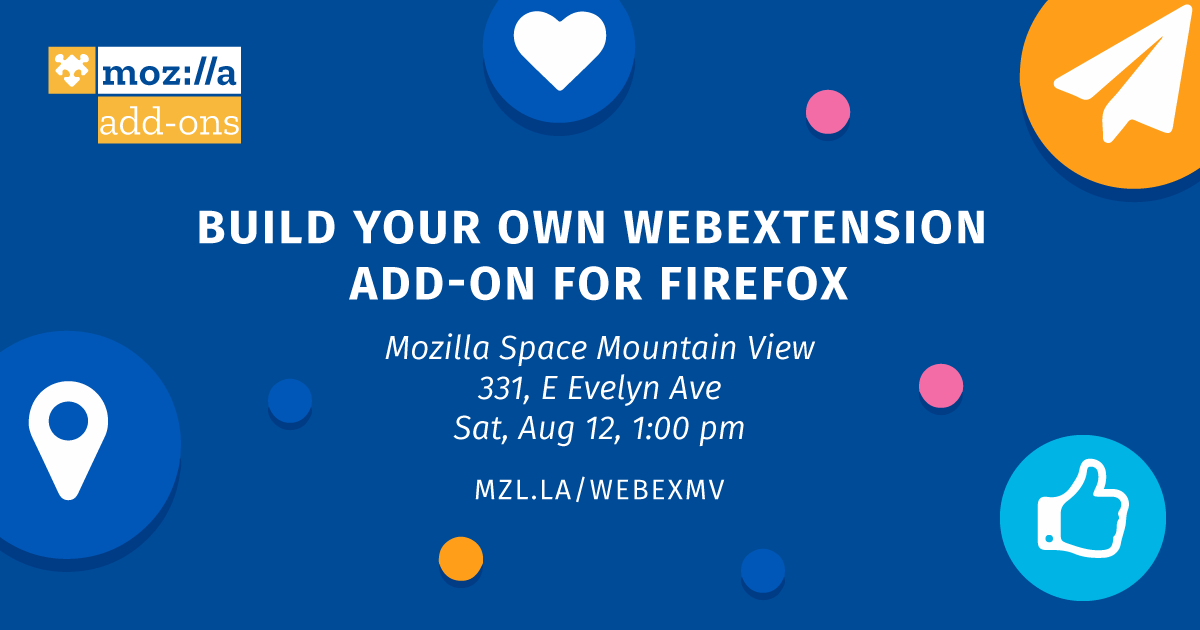 moz://a
add-ons
BUILD YOUR OWN WEBEXTENSION
ADD-ON FOR FIREFOX
Mozilla Space Mountain View
331, E Evelyn Ave
Sat, Aug 12, 1:00 pm
MZL.LA/WEBEXMV